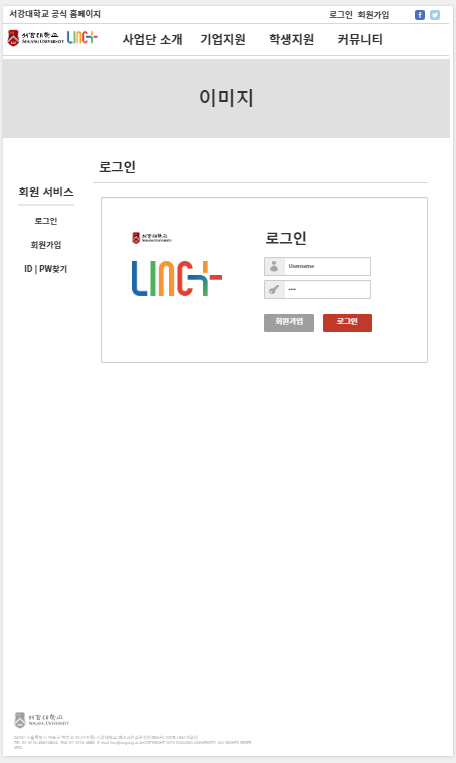 서강대학교 공식 홈페이지
로그인 회원가입
서강대학교
SOGANG UNIVERSITY
LINC+
사업단 소개 기업지원 학생지원 커뮤니티
이미지
로그인
회원 서비스
로그인
회원가입
ID | PW찾기
서강대학교
SOGANG UNIVERSITY
LINC+
로그인
Username
회원가입 로그인
서강대학교
SOGANG UNIVERSITY